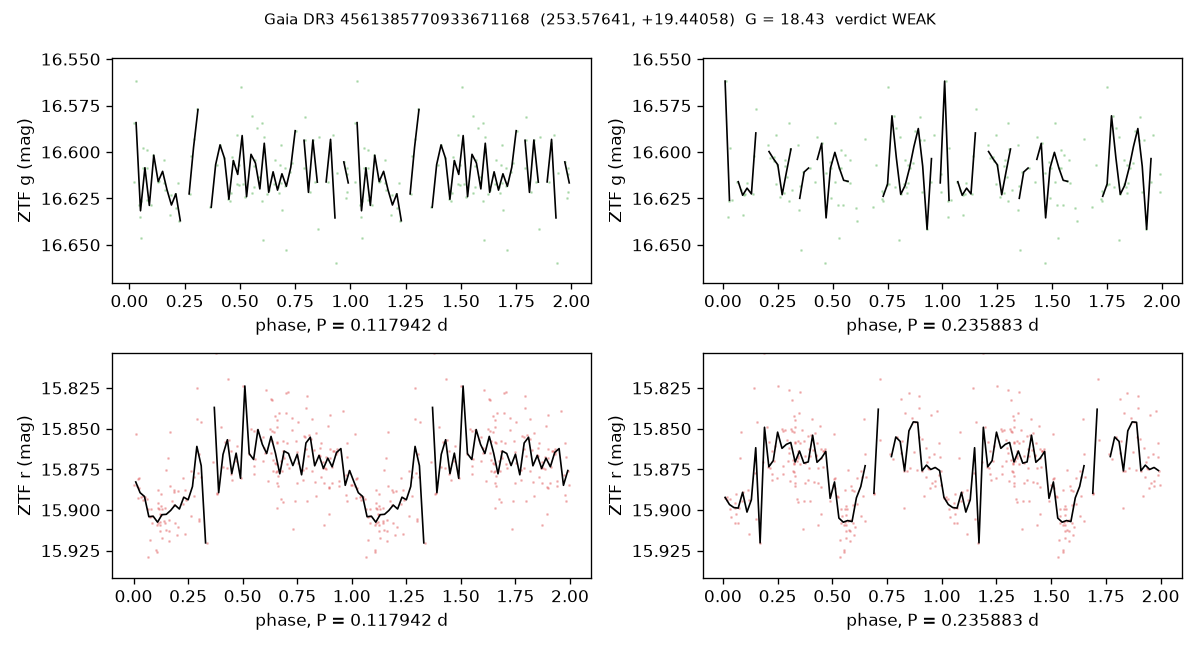 Gaia DR3 4561385770933671168 (253.57641, +19.44058) G = 18.43 verdict WEAK
16.550
16.575
16.600
16.625
16.650
ZTF g (mag)
0.00 0.25 0.50 0.75 1.00 1.25 1.50 1.75 2.00
phase, P = 0.117942 d
16.550
16.575
16.600
16.625
16.650
ZTF g (mag)
0.00 0.25 0.50 0.75 1.00 1.25 1.50 1.75 2.00
phase, P = 0.235883 d
15.825
15.850
15.875
15.900
15.925
ZTF r (mag)
0.00 0.25 0.50 0.75 1.00 1.25 1.50 1.75 2.00
phase, P = 0.117942 d
15.825
15.850
15.875
15.900
15.925
ZTF r (mag)
0.00 0.25 0.50 0.75 1.00 1.25 1.50 1.75 2.00
phase, P = 0.235883 d